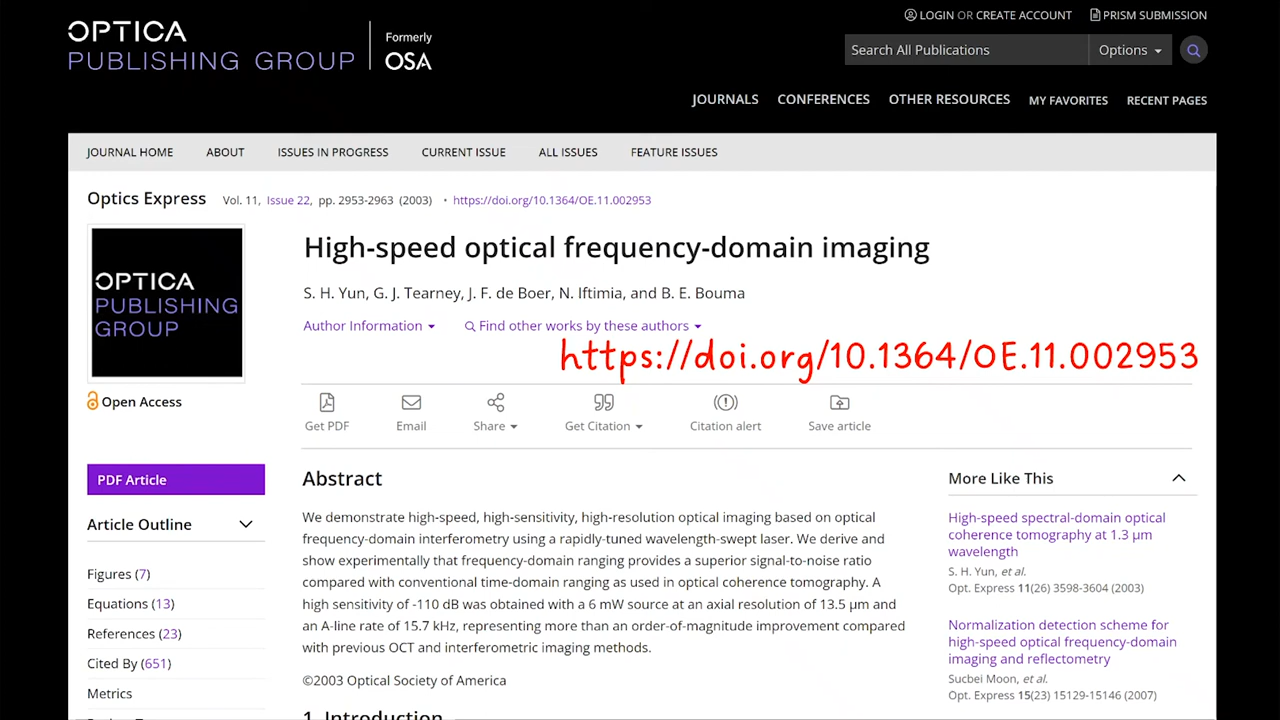 OPTICA
PUBLISHING GROUP
Formerly
OSA
LOGIN OR CREATE ACCOUNT
PRISM SUBMISSION
Search All Publications
Options
JOURNALS
CONFERENCES
OTHER RESOURCES
MY FAVORITES
RECENT PAGES
JOURNAL HOME
ABOUT
ISSUES IN PROGRESS
CURRENT ISSUE
ALL ISSUES
FEATURE ISSUES
Optics Express
Vol. 11, Issue 22, pp. 2953-2963 (2003) • https://doi.org/10.1364/OE.11.002953
OPTICA
PUBLISHING
GROUP
Open Access
High-speed optical frequency-domain imaging
S. H. Yun, G. J. Tearney, J. F. de Boer, N. Iftimia, and B. E. Bouma
Author Information
Find other works by these authors
https://doi.org/10.1364/OE.11.002953
Get PDF
Email
Share
Get Citation
Citation alert
Save article
PDF Article
Article Outline
Figures (7)
Equations (13)
References (23)
Cited By (651)
Metrics
Abstract
We demonstrate high-speed, high-sensitivity, high-resolution optical imaging based on optical
frequency-domain interferometry using a rapidly-tuned wavelength-swept laser. We derive and
show experimentally that frequency-domain ranging provides a superior signal-to-noise ratio
compared with conventional time-domain ranging as used in optical coherence tomography. A
high sensitivity of -110 dB was obtained with a 6 mW source at an axial resolution of 13.5 μm and
an A-line rate of 15.7 kHz, representing more than an order-of-magnitude improvement compared
with previous OCT and interferometric imaging methods.
©2003 Optical Society of America
1. Introduction
More Like This
High-speed spectral-domain optical
coherence tomography at 1.3 μm
wavelength
S. H. Yun, et al.
Opt. Express 11(26) 3598-3604 (2003)
Normalization detection scheme for
high-speed optical frequency-domain
imaging and reflectometry
Sucbei Moon, et al.
Opt. Express 15(23) 15129-15146 (2007)